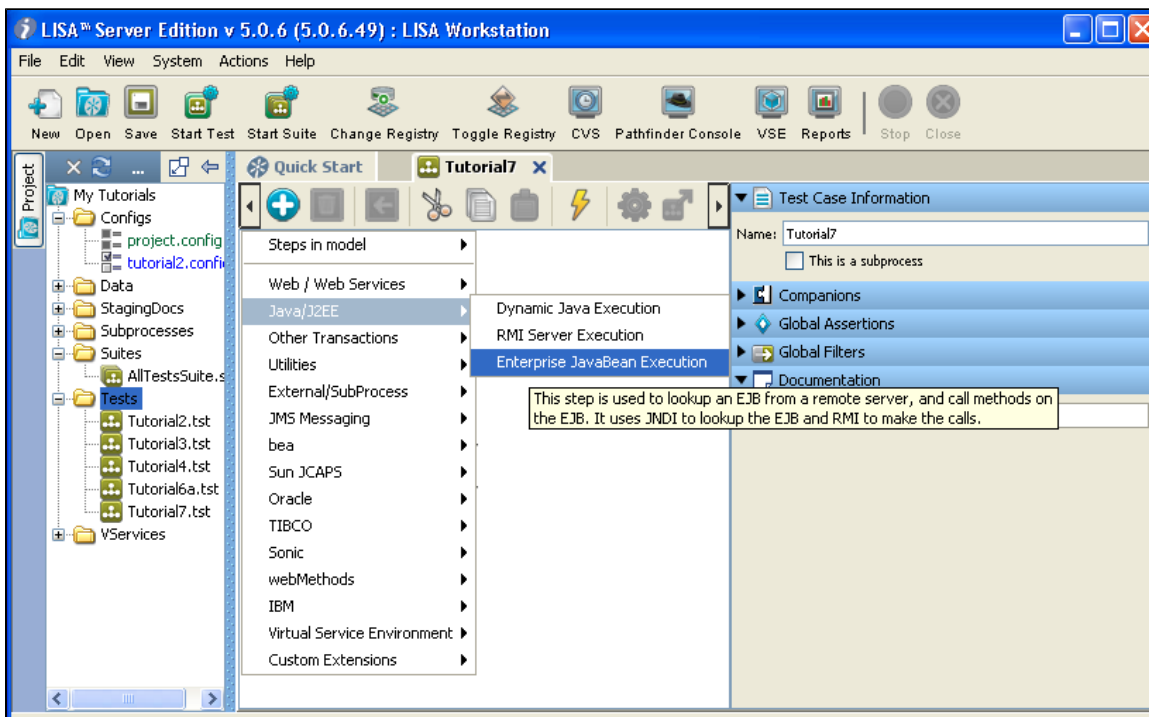 LISA™ Server Edition v 5.0.6 (5.0.6.49) : LISA Workstation
File Edit View System Actions Help
New Open Save Start Test Start Suite Change Registry Toggle Registry CVS Pathfinder Console VSE Reports Stop Close
Project
...
Quick Start
Tutorial7
My Tutorials
Configs
project.config
tutorial2.config
Data
StagingDocs
Subprocesses
Suites
AllTestsSuite.s
Tests
Tutorial2.tst
Tutorial3.tst
Tutorial4.tst
Tutorial6a.tst
Tutorial7.tst
VServices
Steps in model
Web / Web Services
Java/J2EE
Other Transactions
Utilities
External/SubProcess
JMS Messaging
bea
Sun JCAPS
Oracle
TIBCO
Sonic
webMethods
IBM
Virtual Service Environment
Custom Extensions
Dynamic Java Execution
RMI Server Execution
Enterprise JavaBean Execution
This step is used to lookup an EJB from a remote server, and call methods on
the EJB. It uses JNDI to lookup the EJB and RMI to make the calls.
Test Case Information
Name: Tutorial7
This is a subprocess
Companions
Global Assertions
Global Filters
Documentation